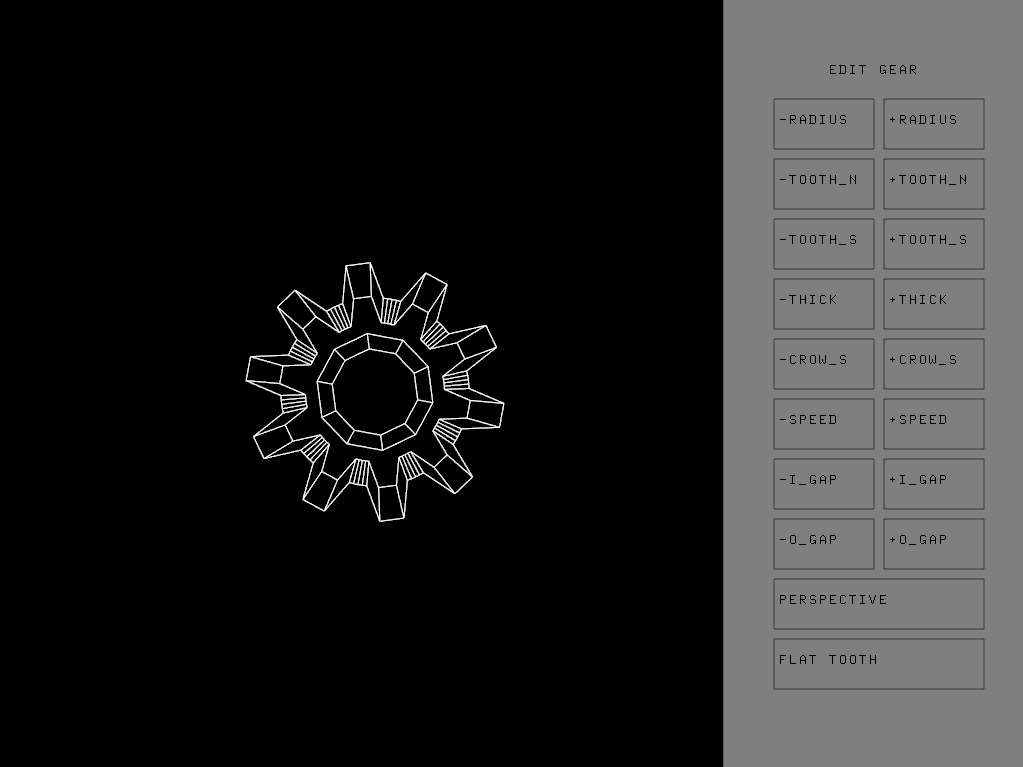 EDIT GEAR
-RADIUS +RADIUS
-TOOTH_N +TOOTH_N
-TOOTH_S +TOOTH_S
-THICK +THICK
-CROW_S +CROW_S
-SPEED +SPEED
-I_GAP +I_GAP
-O_GAP +O_GAP
PERSPECTIVE
FLAT TOOTH